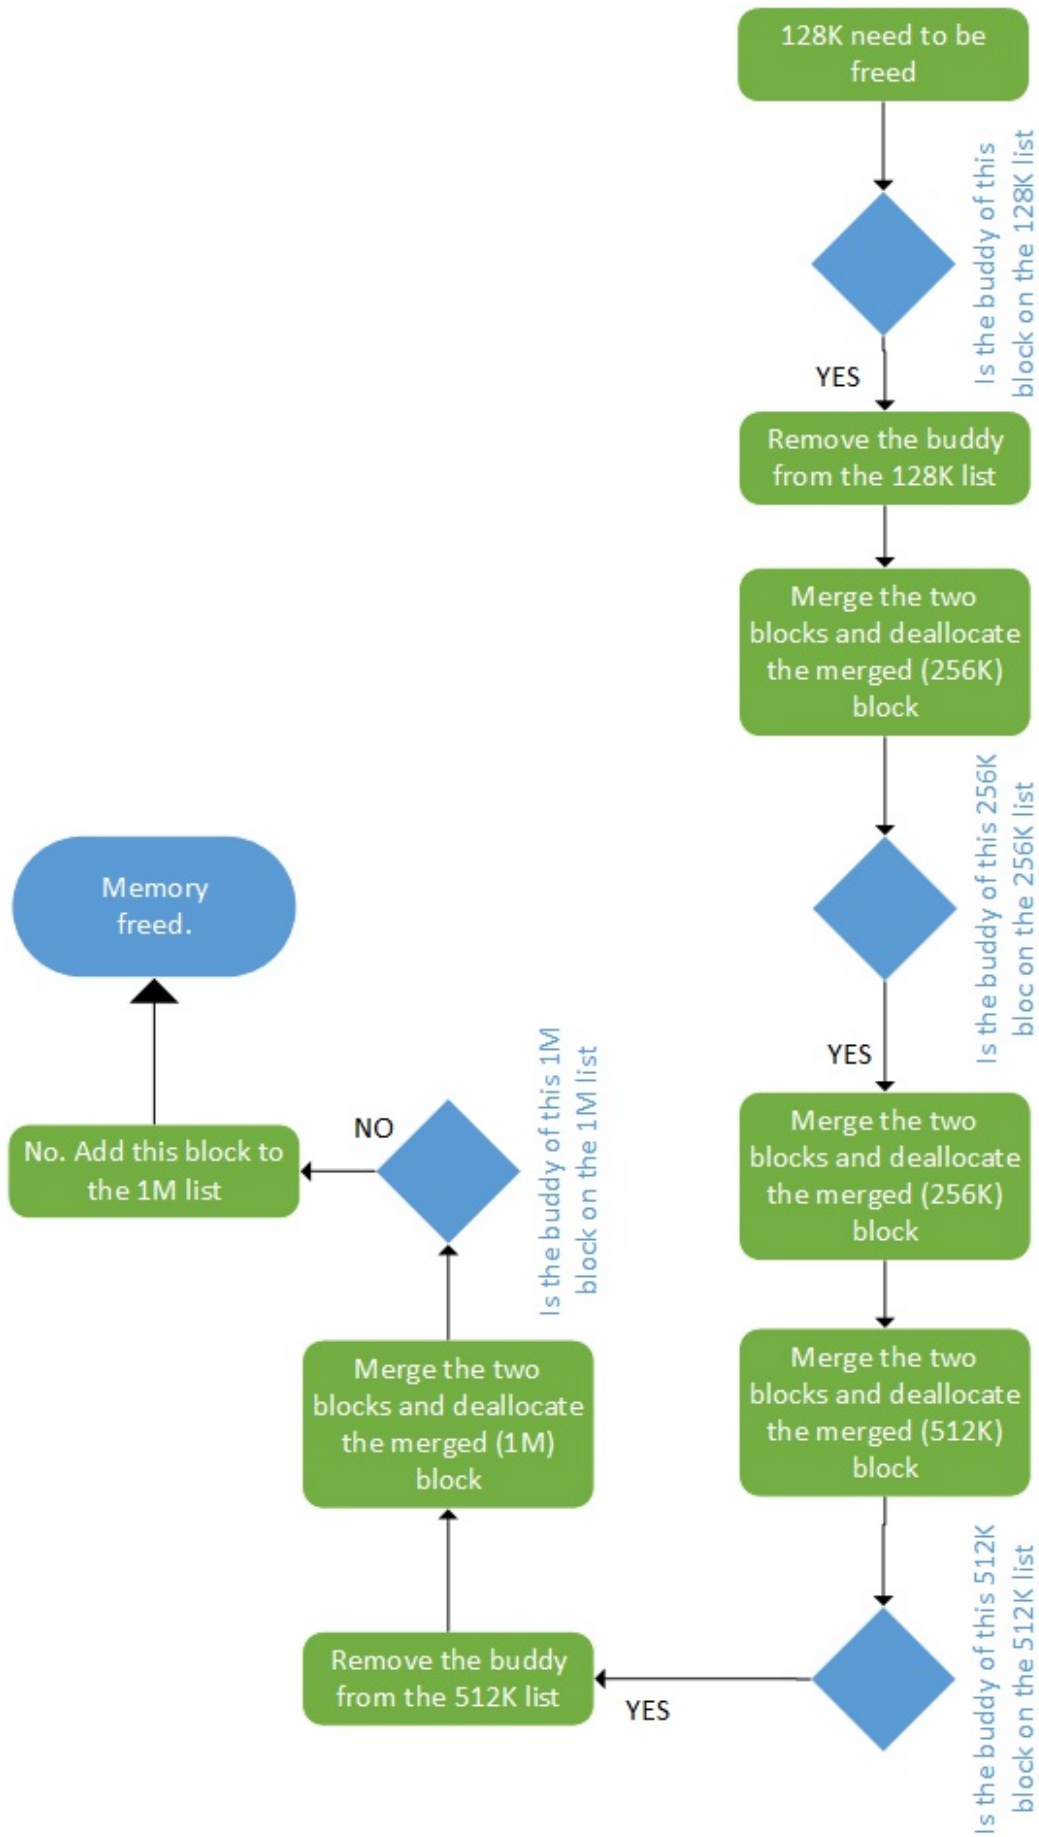 128K need to be
freed
Is the buddy of this
block on the 128K list
YES
Remove the buddy
from the 128K list
Merge the two
blocks and deallocate
the merged (256K)
block
Is the buddy of this 256K
bloc on the 256K list
YES
Merge the two
blocks and deallocate
the merged (256K)
block
Merge the two
blocks and deallocate
the merged (512K)
block
Is the buddy of this 512K
block on the 512K list
YES
Remove the buddy
from the 512K list
Merge the two
blocks and deallocate
the merged (1M)
block
Is the buddy of this 1M
block on the 1M list
NO
No. Add this block to
the 1M list
Memory
freed.